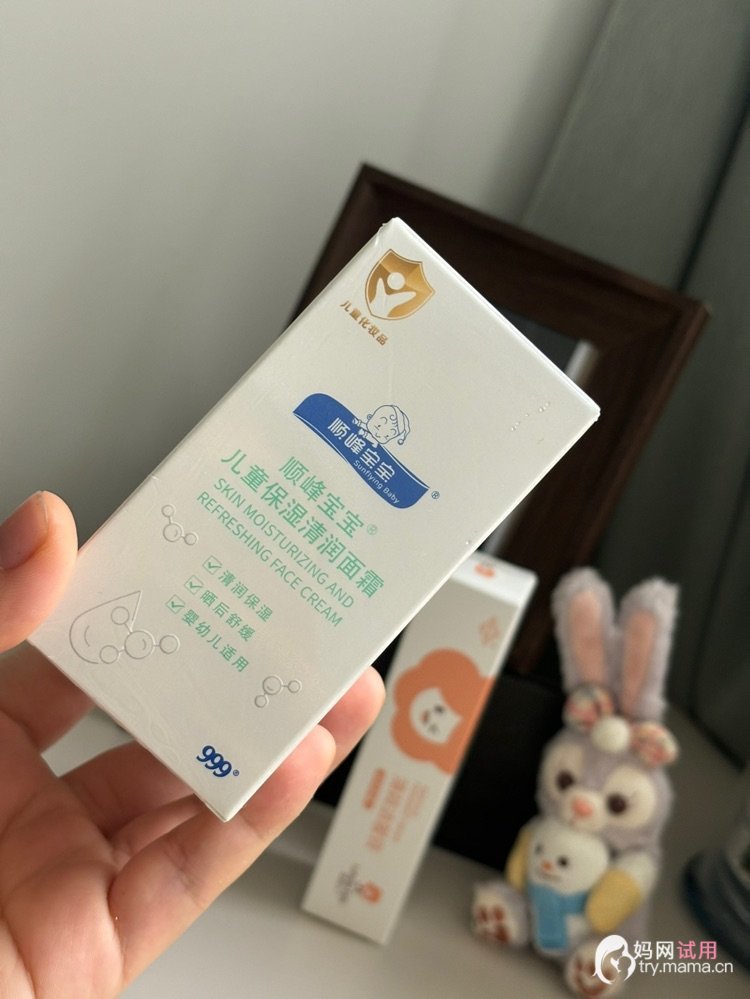 儿童化妆品
顺峰宝宝
®
Sunflying Baby
顺峰宝宝®
儿童保湿清润面霜
SKIN MOISTURIZING AND
REFRESHING FACE CREAM
清润保湿
晒后舒缓
婴幼儿适用
999®
妈网试用
try.mama.cn